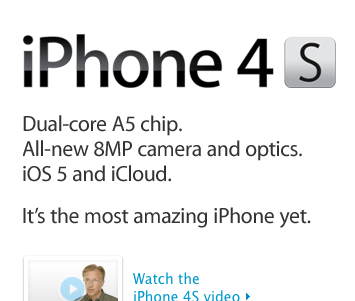 iPhone 4 S
Dual-core A5 chip.
All-new 8MP camera and optics.
iOS 5 and iCloud.
It's the most amazing iPhone yet.
Watch the
iPhone 4S video